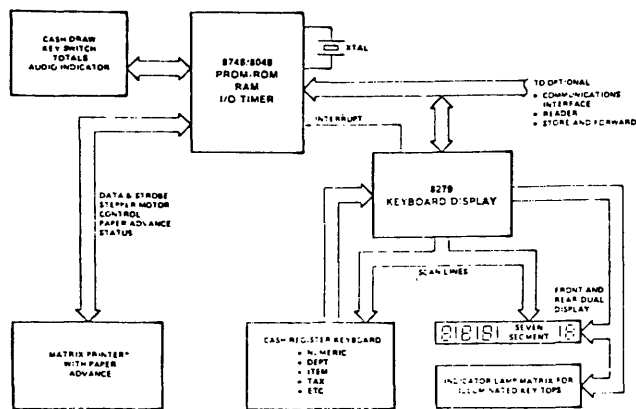 CASH DRAW
KEY SWITCH
TOTALS
AUDIO INDICATOR
8748/8048
PROM-ROM
RAM
I/O TIMER
XTAL
TO OPTIONAL
• COMMUNICATIONS
INTERFACE
• READER
• STORE AND FORWARD
INTERRUPT
8279
KEYBOARD DISPLAY
DATA & STROBE
STEPPER MOTOR
CONTROL
PAPER ADVANCE
STATUS
SCAN LINES
FRONT AND
REAR DUAL
DISPLAY
SEVEN
SEGMENT
MATRIX PRINTER*
WITH PAPER
ADVANCE
CASH REGISTER KEYBOARD
• NUMERIC
• DEPT
• ITEM
• TAX
• ETC
INDICATOR LAMP MATRIX FOR
ILLUMINATED KEY TOPS